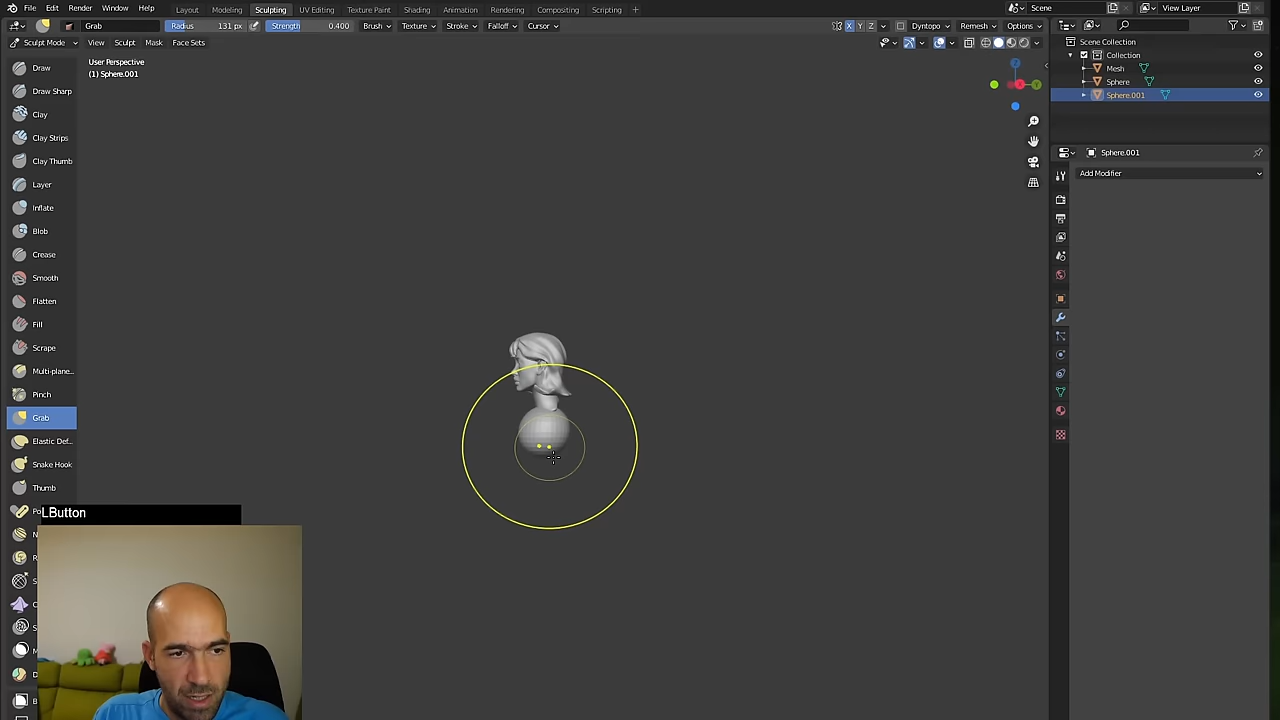 File Edit Render Window Help Layout Modeling Sculpting UV Editing Texture Paint Shading Animation Rendering Compositing Scripting + Scene View Layer
Grab Radius 131 px Strength 0.400 Brush Texture Stroke Falloff Cursor X Y Z Dyntopo Remesh Options
Sculpt Mode View Sculpt Mask Face Sets
Scene Collection
Collection
Mesh
Sphere
Sphere.001
User Perspective
(1) Sphere.001
Z
Sphere.001
Add Modifier
Draw
Draw Sharp
Clay
Clay Strips
Clay Thumb
Layer
Inflate
Blob
Crease
Smooth
Flatten
Fill
Scrape
Multi-plane...
Pinch
Grab
Elastic Def...
Snake Hook
Thumb
LButton